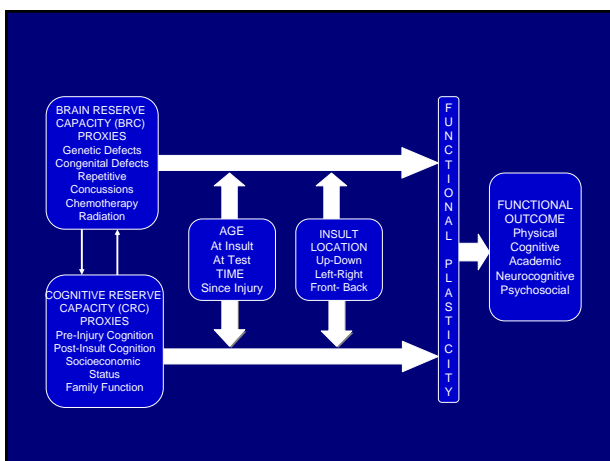 BRAIN RESERVE
CAPACITY (BRC)
PROXIES
Genetic Defects
Congenital Defects
Repetitive
Concussions
Chemotherapy
Radiation
COGNITIVE RESERVE
CAPACITY (CRC)
PROXIES
Pre-Injury Cognition
Post-Insult Cognition
Socioeconomic
Status
Family Function
AGE
At Insult
At Test
TIME
Since Injury
INSULT
LOCATION
Up-Down
Left-Right
Front- Back
F
U
N
C
T
I
O
N
A
L
P
L
A
S
T
I
C
I
T
Y
FUNCTIONAL
OUTCOME
Physical
Cognitive
Academic
Neurocognitive
Psychosocial